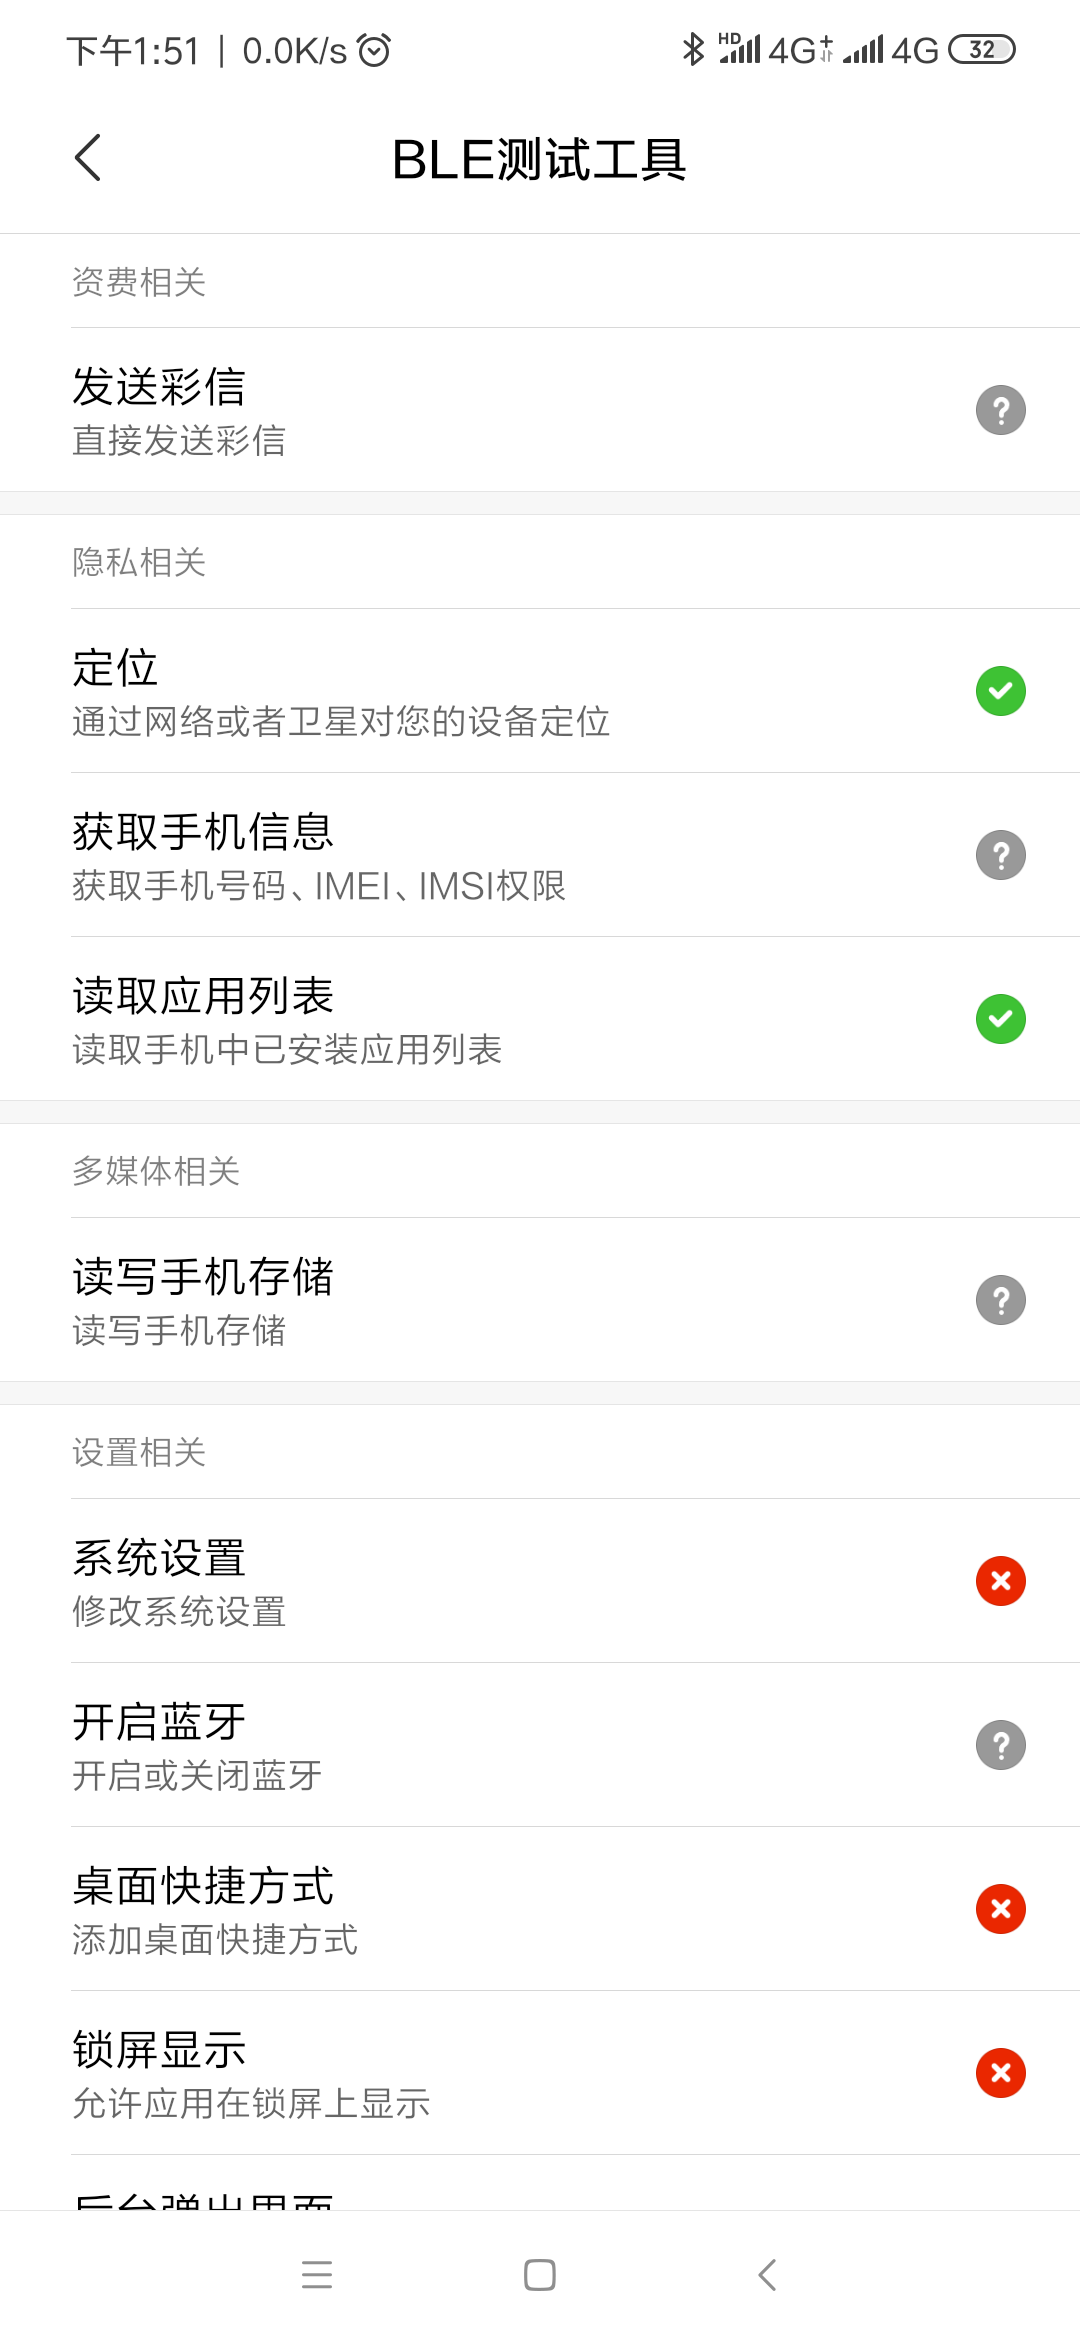 下午1:51 | 0.0K/s
HD 4G+ 4G 32
BLE测试工具
资费相关
发送彩信
直接发送彩信
隐私相关
定位
通过网络或者卫星对您的设备定位
获取手机信息
获取手机号码、IMEI、IMSI权限
读取应用列表
读取手机中已安装应用列表
多媒体相关
读写手机存储
读写手机存储
设置相关
系统设置
修改系统设置
开启蓝牙
开启或关闭蓝牙
桌面快捷方式
添加桌面快捷方式
锁屏显示
允许应用在锁屏上显示
后台弹出界面